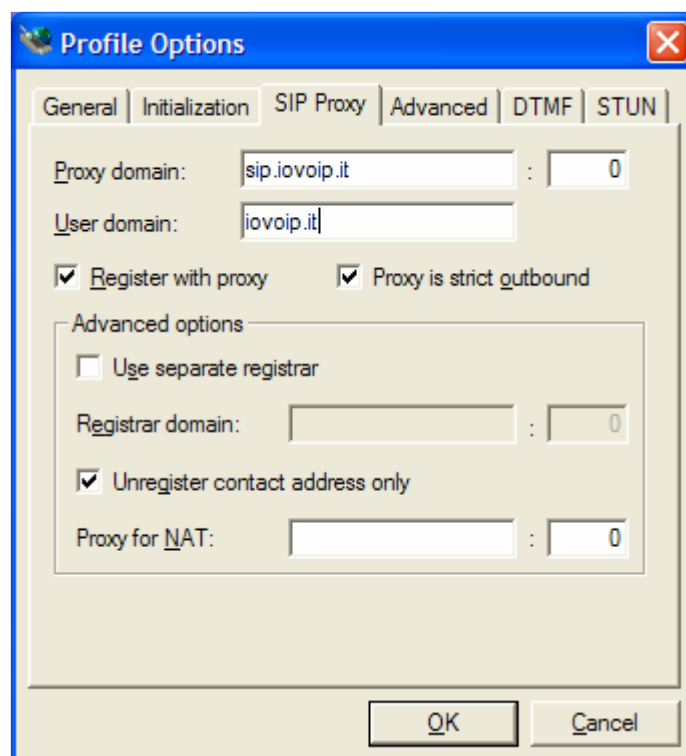 Profile Options
General Initialization SIP Proxy Advanced DTMF STUN
Proxy domain: sip.iovoip.it : 0
User domain: iovoip.it
Register with proxy Proxy is strict outbound
Advanced options
Use separate registrar
Registrar domain: : 0
Unregister contact address only
Proxy for NAT: : 0
OK Cancel